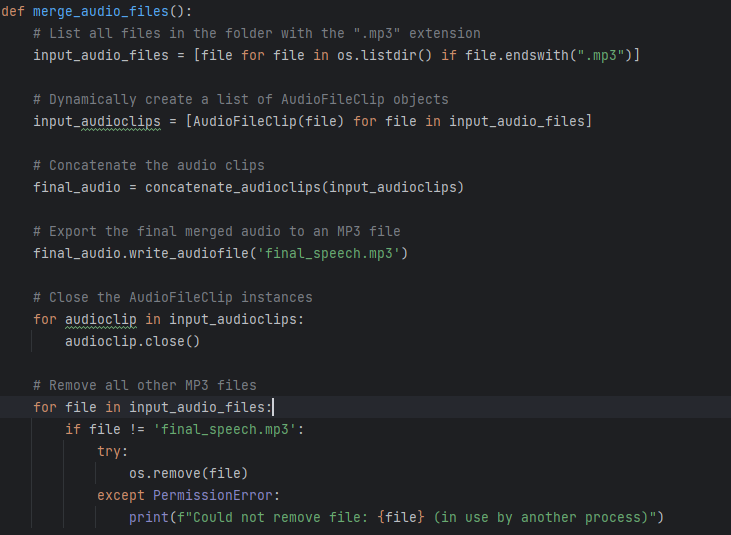 def merge_audio_files():
    # List all files in the folder with the ".mp3" extension
    input_audio_files = [file for file in os.listdir() if file.endswith(".mp3")]
    # Dynamically create a list of AudioFileClip objects
    input_audioclips = [AudioFileClip(file) for file in input_audio_files]
    # Concatenate the audio clips
    final_audio = concatenate_audioclips(input_audioclips)
    # Export the final merged audio to an MP3 file
    final_audio.write_audiofile('final_speech.mp3')
    # Close the AudioFileClip instances
    for audioclip in input_audioclips:
        audioclip.close()
    # Remove all other MP3 files
    for file in input_audio_files:
        if file != 'final_speech.mp3':
            try:
                os.remove(file)
            except PermissionError:
                print(f"Could not remove file: {file} (in use by another process)")